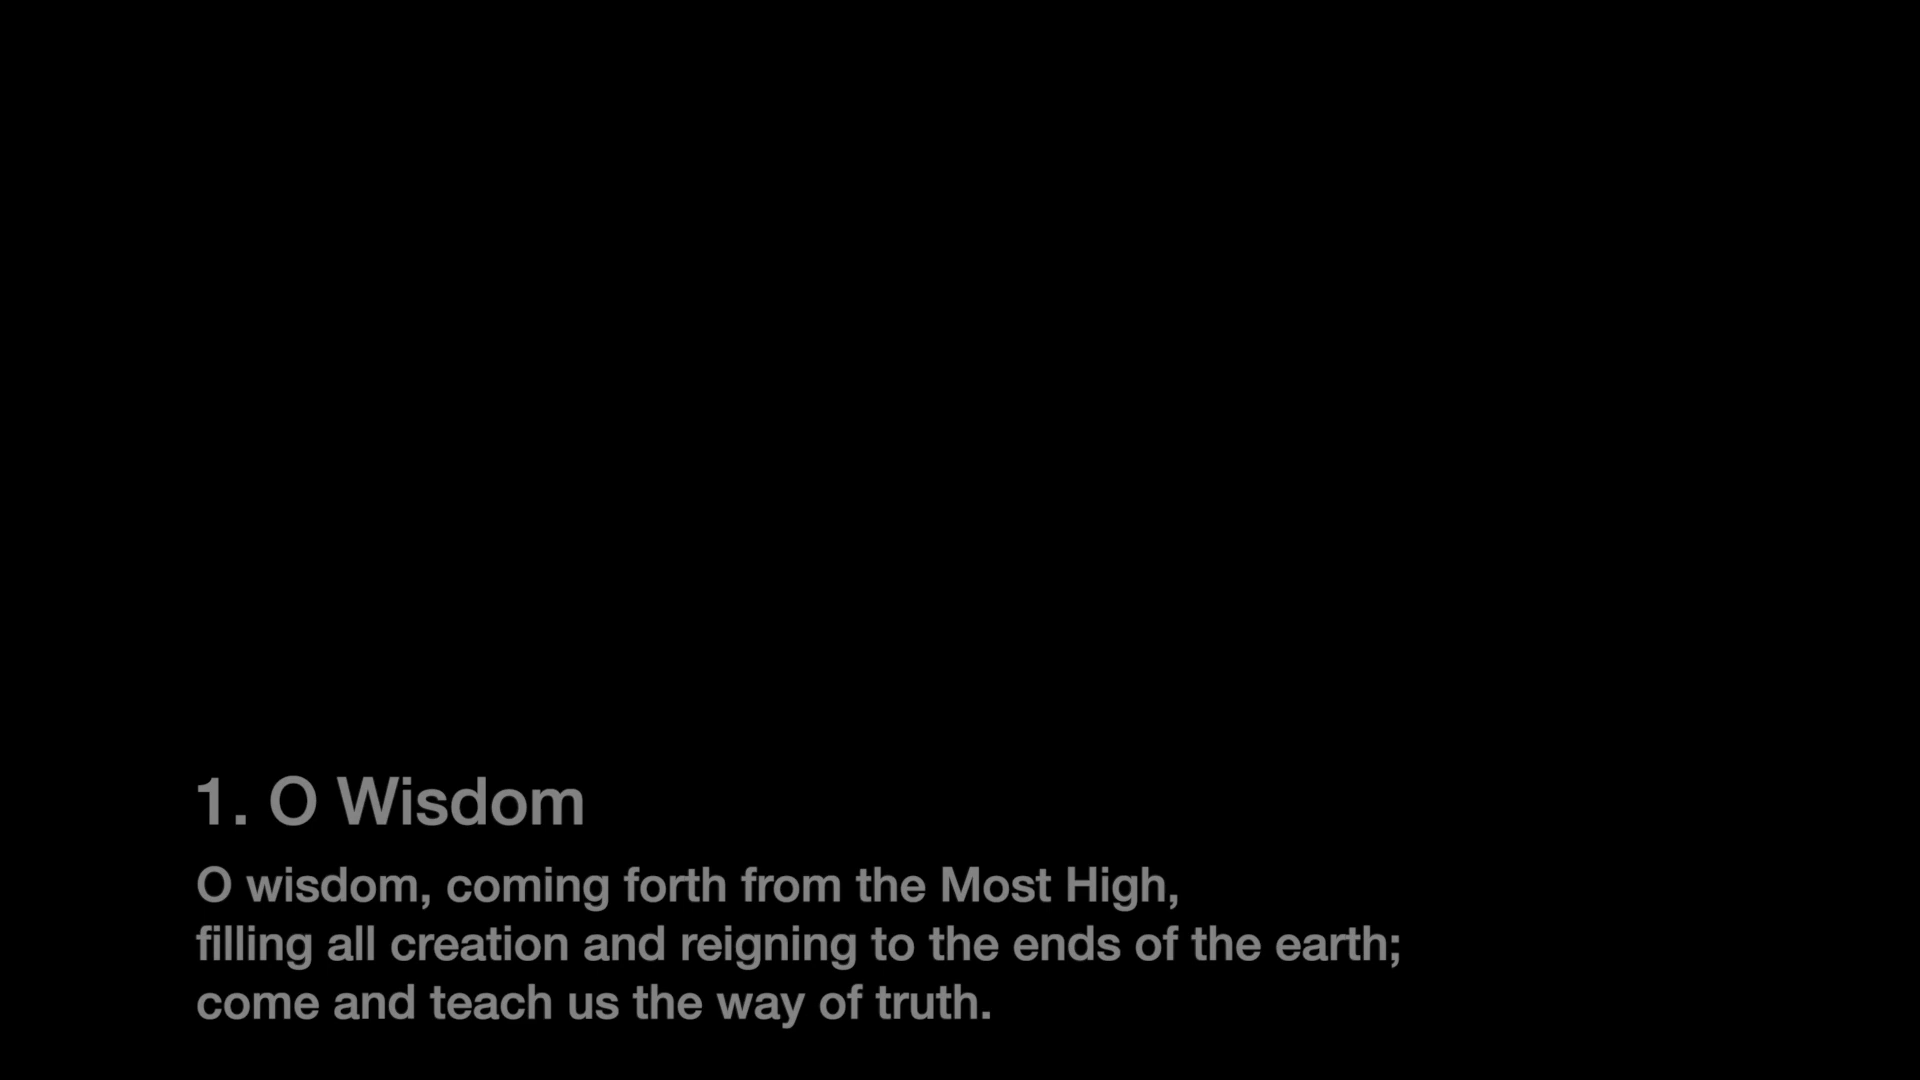 1. O Wisdom
O wisdom, coming forth from the Most High,
filling all creation and reigning to the ends of the earth;
come and teach us the way of truth.